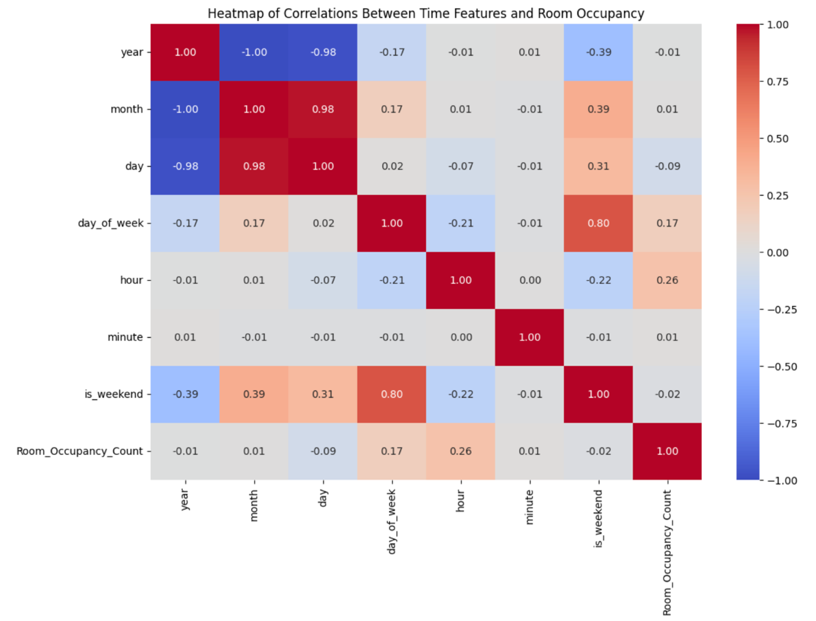 Heatmap of Correlations Between Time Features and Room Occupancy
year 1.00 -1.00 -0.98 -0.17 -0.01 0.01 -0.39 -0.01
month -1.00 1.00 0.98 0.17 0.01 -0.01 0.39 0.01
day -0.98 0.98 1.00 0.02 -0.07 -0.01 0.31 -0.09
day_of_week -0.17 0.17 0.02 1.00 -0.21 -0.01 0.80 0.17
hour -0.01 0.01 -0.07 -0.21 1.00 0.00 -0.22 0.26
minute 0.01 -0.01 -0.01 -0.01 0.00 1.00 -0.01 0.01
is_weekend -0.39 0.39 0.31 0.80 -0.22 -0.01 1.00 -0.02
Room_Occupancy_Count -0.01 0.01 -0.09 0.17 0.26 0.01 -0.02 1.00
year month day day_of_week hour minute is_weekend Room_Occupancy_Count
1.00
0.75
0.50
0.25
0.00
−0.25
−0.50
−0.75
−1.00